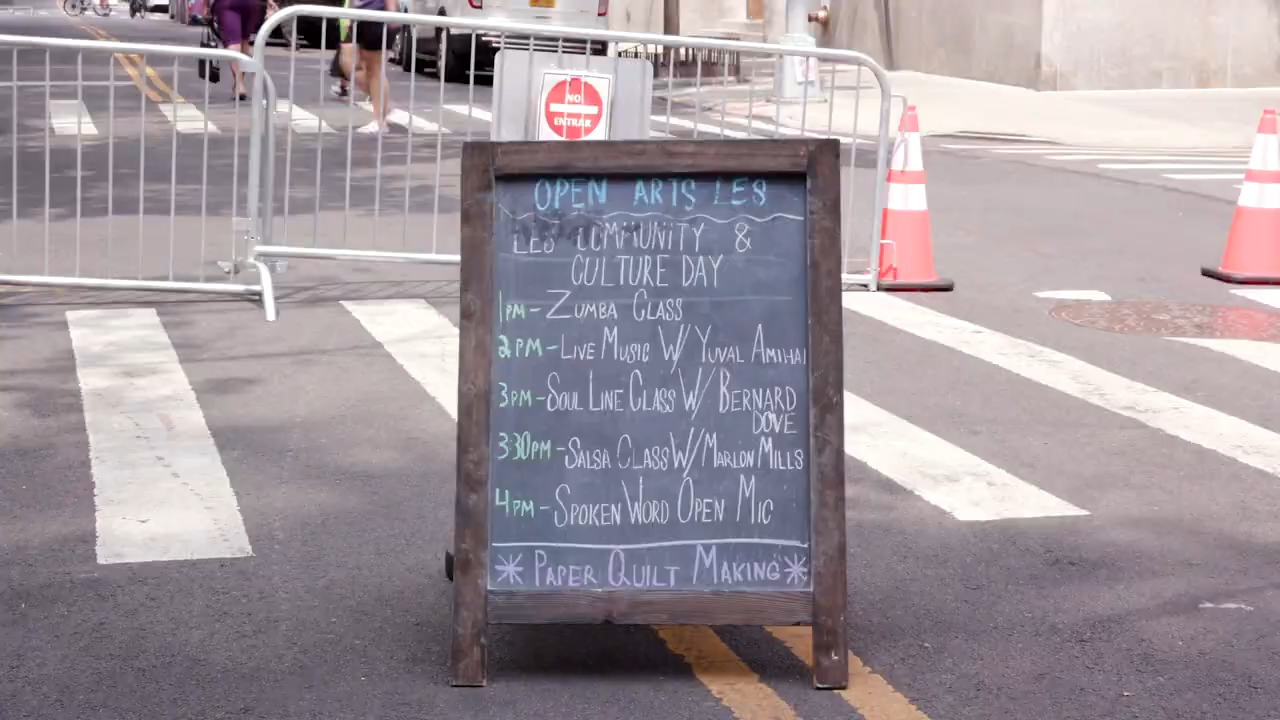 NO
ENTRAR
OPEN ARTS LES
LES COMMUNITY &
CULTURE DAY
1PM - ZUMBA CLASS
2PM - LIVE MUSIC W/ YUVAL AMIHAI
3PM - SOUL LINE CLASS W/ BERNARD
DOVE
3:30PM - SALSA CLASS W/ MARLON MILLS
4PM - SPOKEN WORD OPEN MIC
* PAPER QUILT MAKING *